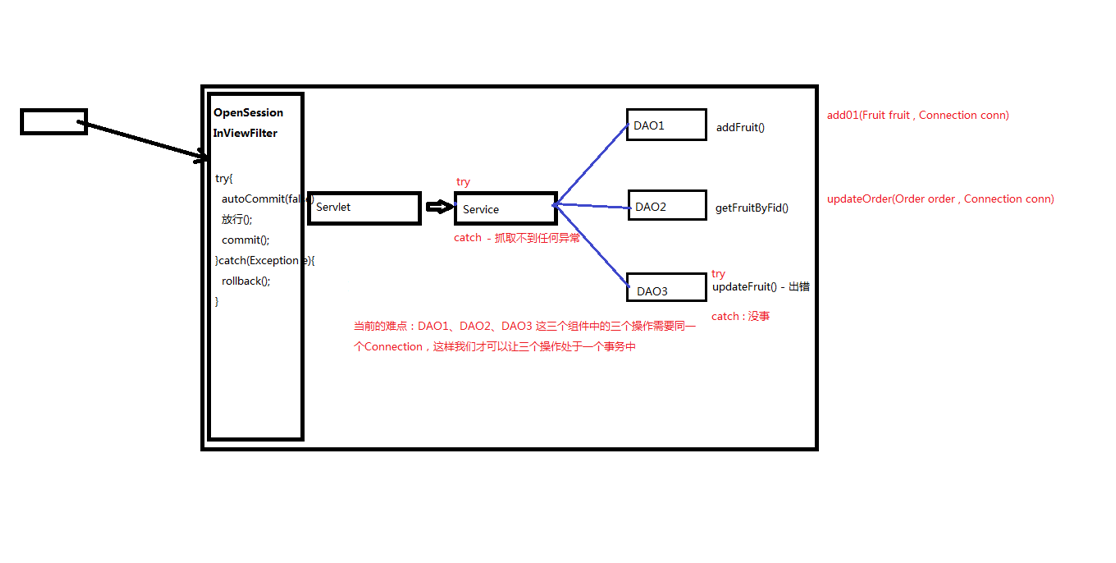 OpenSession
InViewFilter
try{
autoCommit(false)
放行();
commit();
}catch(Exception e){
rollback();
}
Servlet
try
Service
catch - 抓取不到任何异常
DAO1
addFruit()
add01(Fruit fruit , Connection conn)
DAO2
getFruitByFid()
updateOrder(Order order , Connection conn)
DAO3
try
updateFruit() - 出错
catch : 没事
当前的难点：DAO1、DAO2、DAO3 这三个组件中的三个操作需要同一
个Connection，这样我们才可以让三个操作处于一个事务中